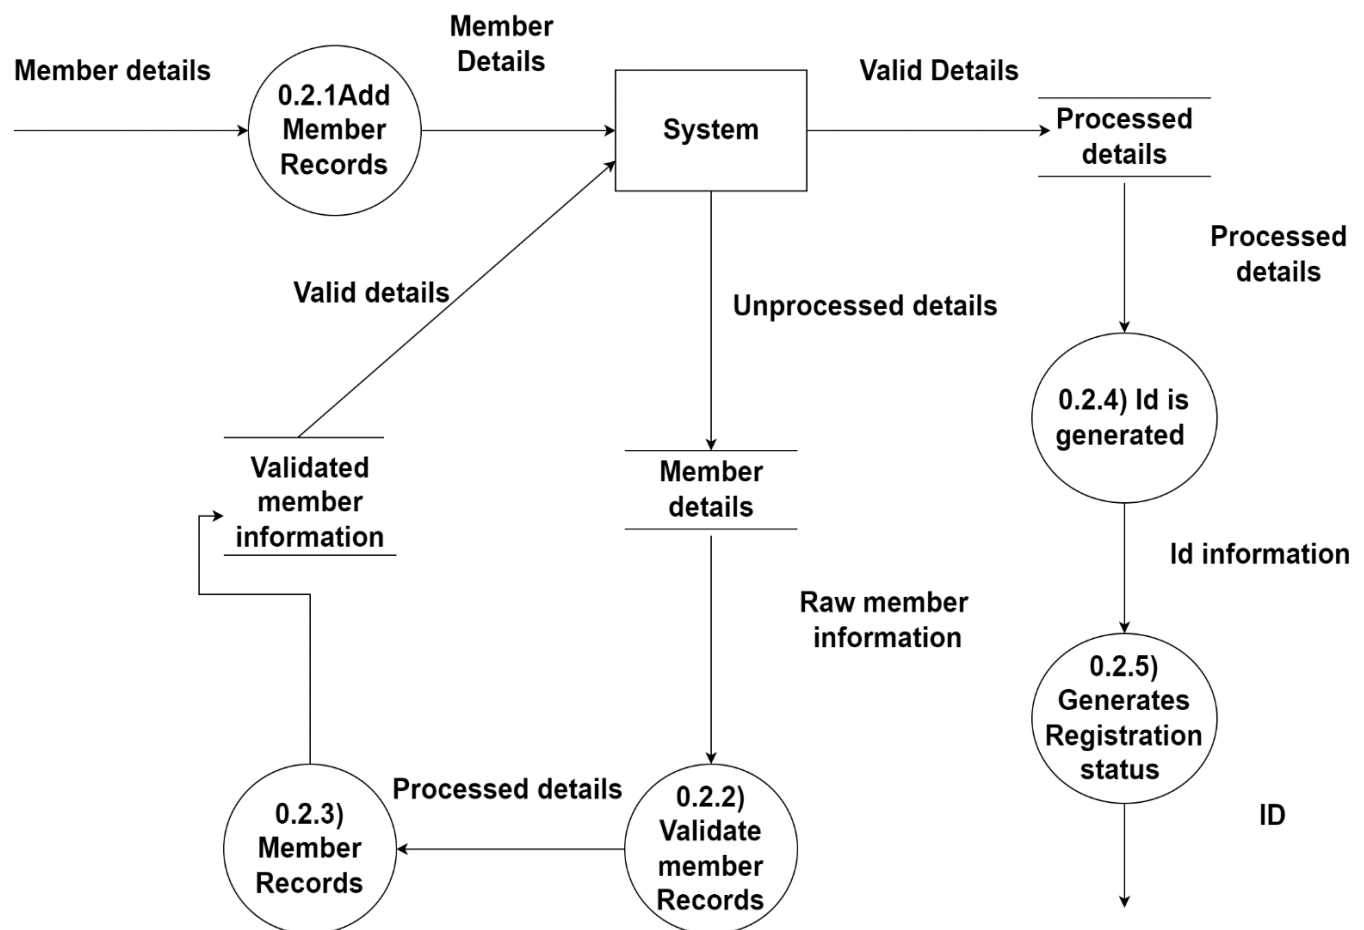 Member details
0.2.1Add
Member
Records
Member
Details
System
Valid Details
Processed
details
Processed
details
Valid details
Unprocessed details
0.2.4) Id is
generated
Validated
member
information
Member
details
Id information
Raw member
information
0.2.5)
Generates
Registration
status
Processed details
0.2.3)
Member
Records
0.2.2)
Validate
member
Records
ID